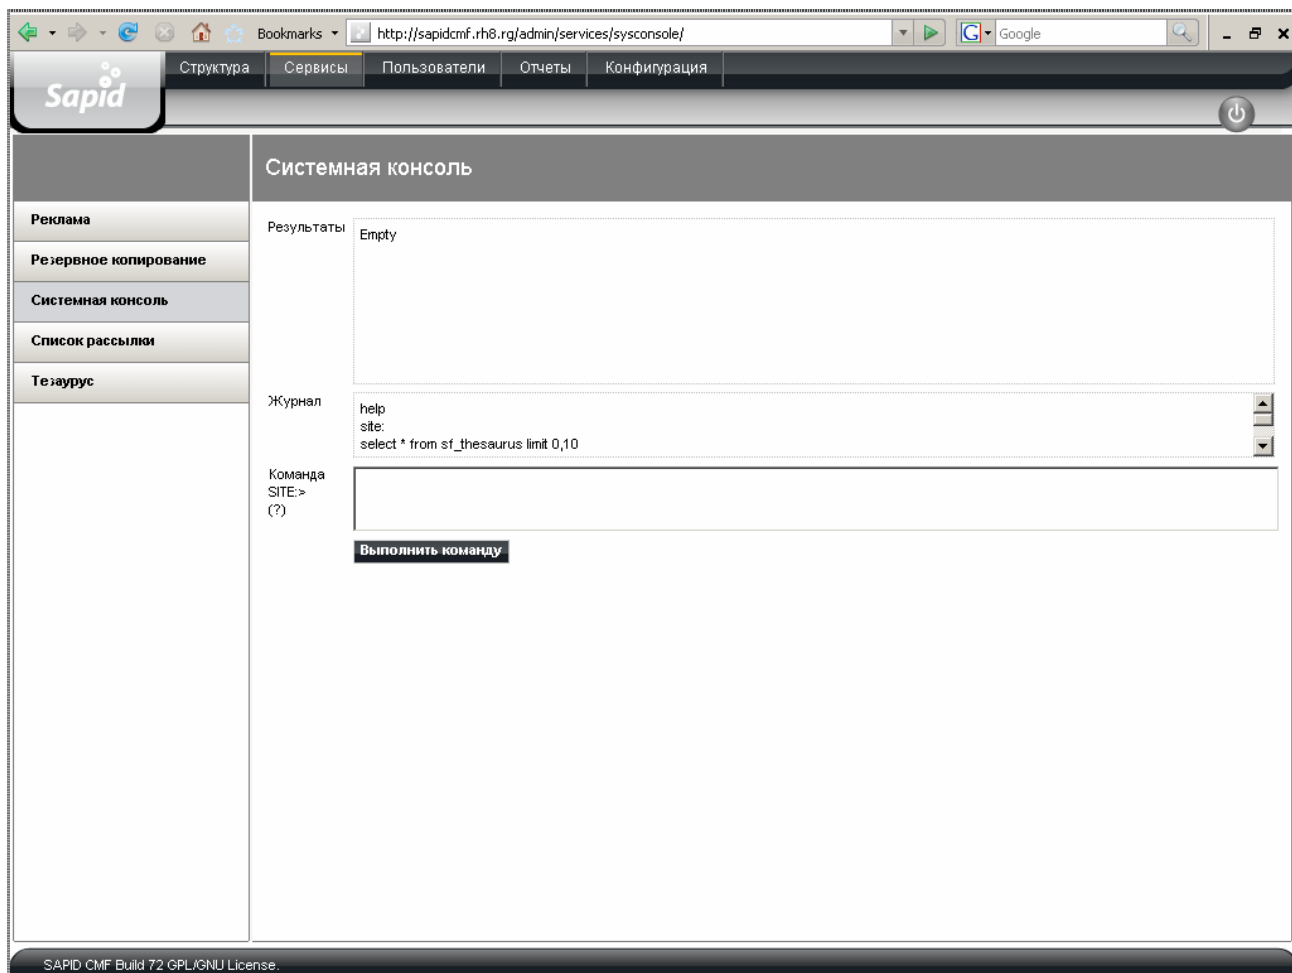 Bookmarks http://sapidcmf.rh8.rg/admin/services/sysconsole/ G Google
Sapid
Структура Сервисы Пользователи Отчеты Конфигурация
Системная консоль
Реклама
Резервное копирование
Системная консоль
Список рассылки
Тезаурус
Результаты
Empty
Журнал
help
site:
select * from sf_thesaurus limit 0,10
Команда
SITE:>
(?)
Выполнить команду
SAPID CMF Build 72 GPL/GNU License.